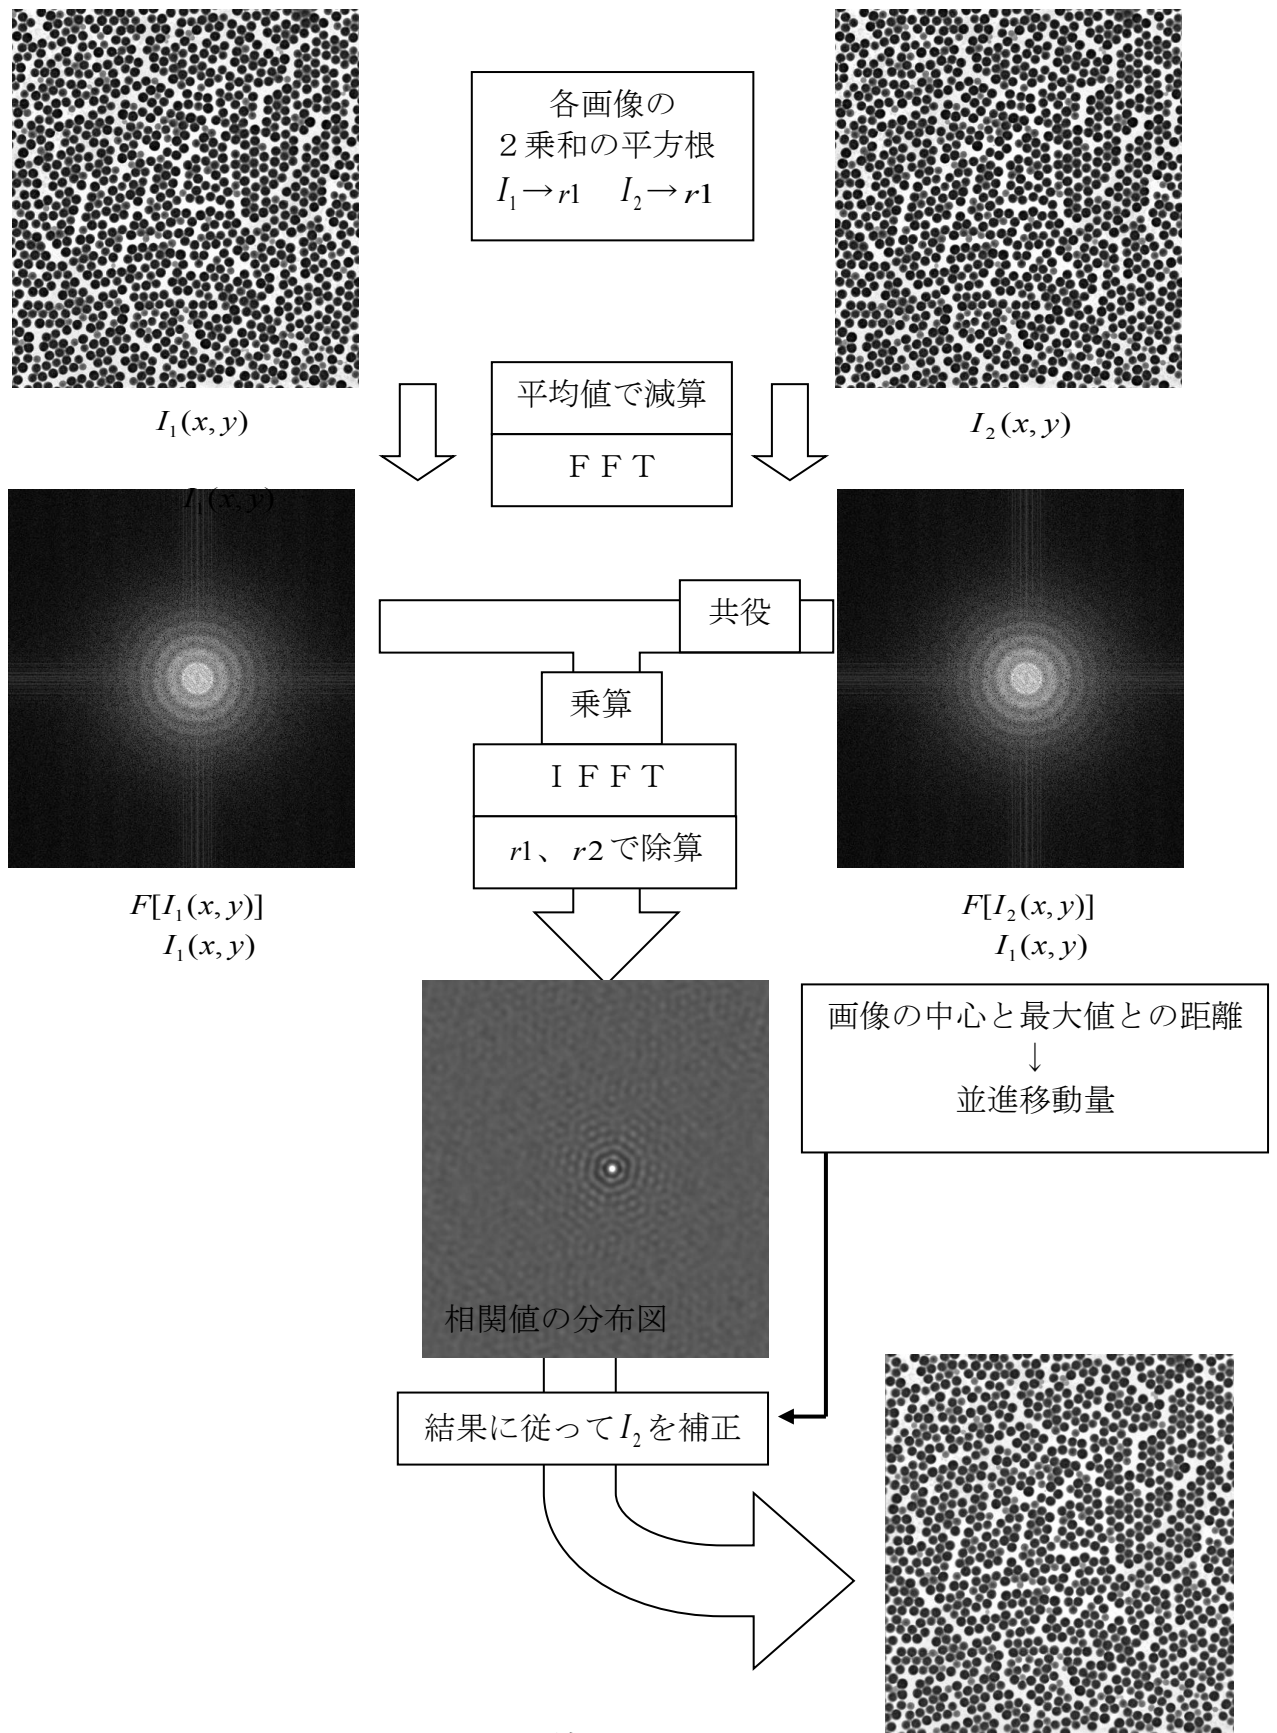 各画像の
２乗和の平方根
I₁→r1 I₂→r1
平均値で減算
ＦＦＴ
I₁(x, y)
I₂(x, y)
I₁(x, y)
共役
乗算
ＩＦＦＴ
r1、r2で除算
F[I₁(x, y)]
I₁(x, y)
F[I₂(x, y)]
I₁(x, y)
画像の中心と最大値との距離
↓
並進移動量
相関値の分布図
結果に従ってI₂を補正